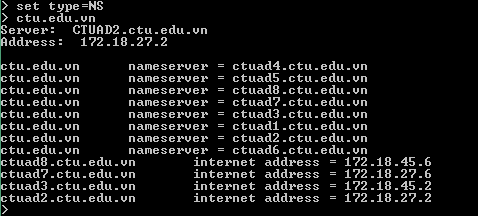 > set type=NS
> ctu.edu.vn
Server:  CTUAD2.ctu.edu.vn
Address:  172.18.27.2
ctu.edu.vn      nameserver = ctuad4.ctu.edu.vn
ctu.edu.vn      nameserver = ctuad5.ctu.edu.vn
ctu.edu.vn      nameserver = ctuad8.ctu.edu.vn
ctu.edu.vn      nameserver = ctuad7.ctu.edu.vn
ctu.edu.vn      nameserver = ctuad3.ctu.edu.vn
ctu.edu.vn      nameserver = ctuad1.ctu.edu.vn
ctu.edu.vn      nameserver = ctuad2.ctu.edu.vn
ctu.edu.vn      nameserver = ctuad6.ctu.edu.vn
ctuad8.ctu.edu.vn       internet address = 172.18.45.6
ctuad7.ctu.edu.vn       internet address = 172.18.27.6
ctuad3.ctu.edu.vn       internet address = 172.18.45.2
ctuad2.ctu.edu.vn       internet address = 172.18.27.2
>